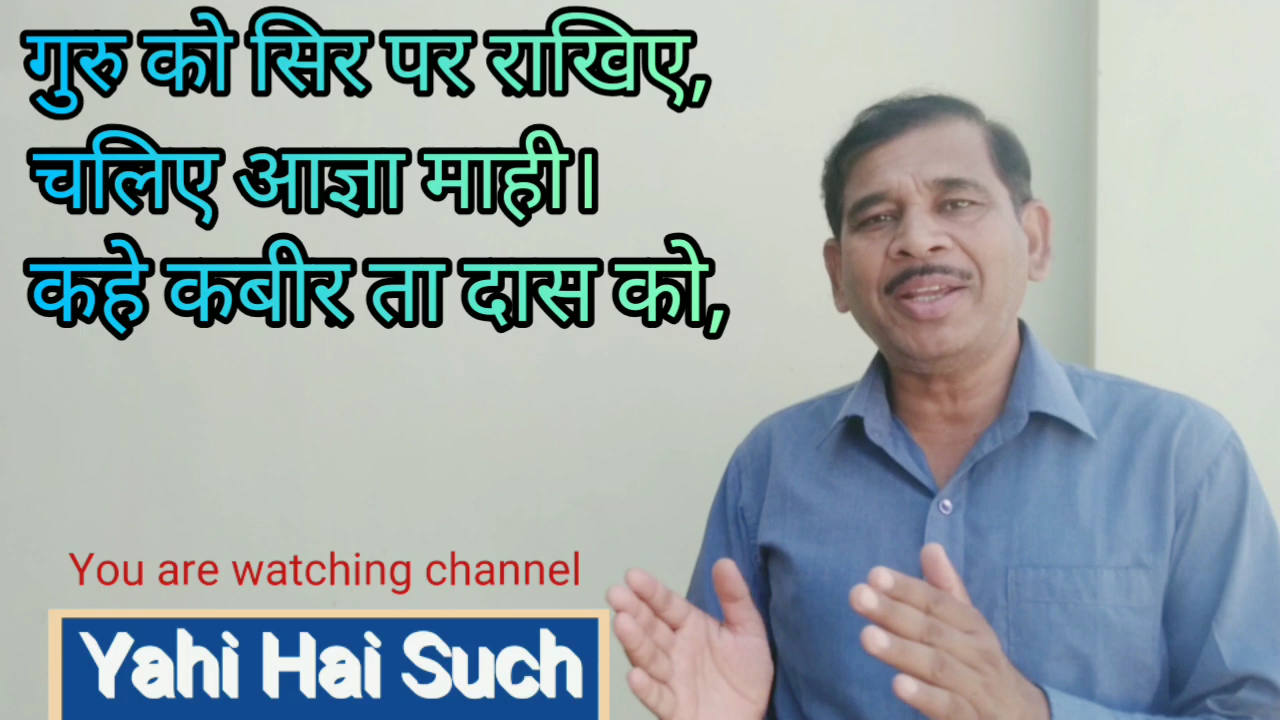 गुरु को सिर पर राखिए,
चलिए आज्ञा माही।
कहे कबीर ता दास को,
You are watching channel
Yahi Hai Such